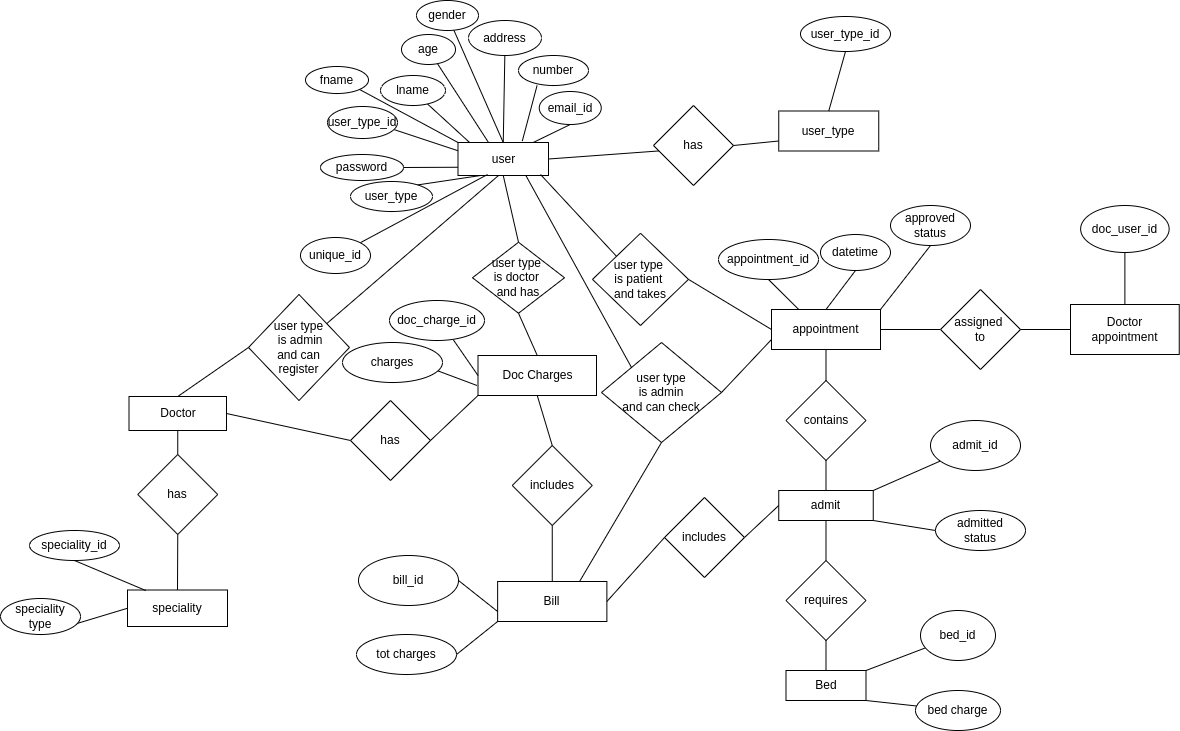 gender
address
user_type_id
age
number
fname
lname
email_id
user_type_id
user_type
has
user
password
user_type
unique_id
approved
status
doc_user_id
datetime
appointment_id
user type
is doctor
and has
user type
is patient
and takes
doc_charge_id
user type
is admin
and can
register
appointment
assigned
to
Doctor
appointment
charges
Doc Charges
user type
is admin
and can check
Doctor
has
contains
admit_id
has
includes
admit
admitted
status
speciality_id
includes
bill_id
Bill
requires
speciality
speciality
type
tot charges
bed_id
Bed
bed charge